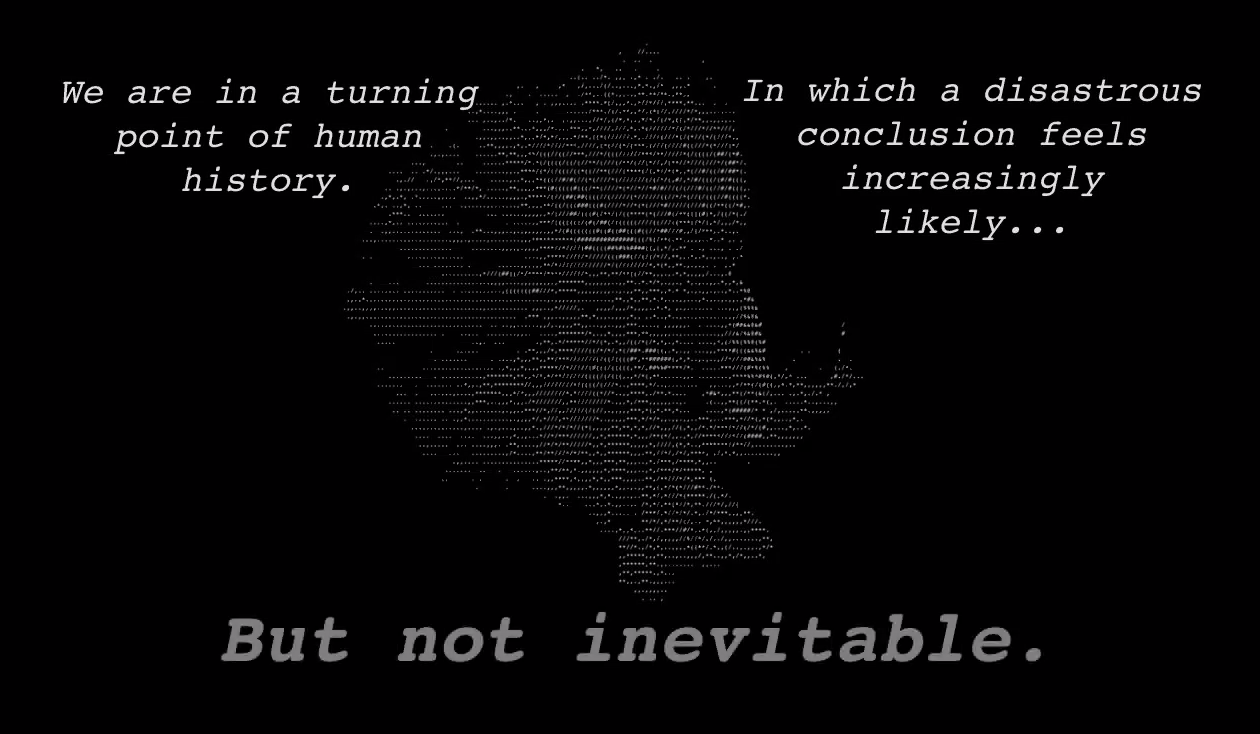 We are in a turning
point of human
history.
In which a disastrous
conclusion feels
increasingly
likely...
But not inevitable.